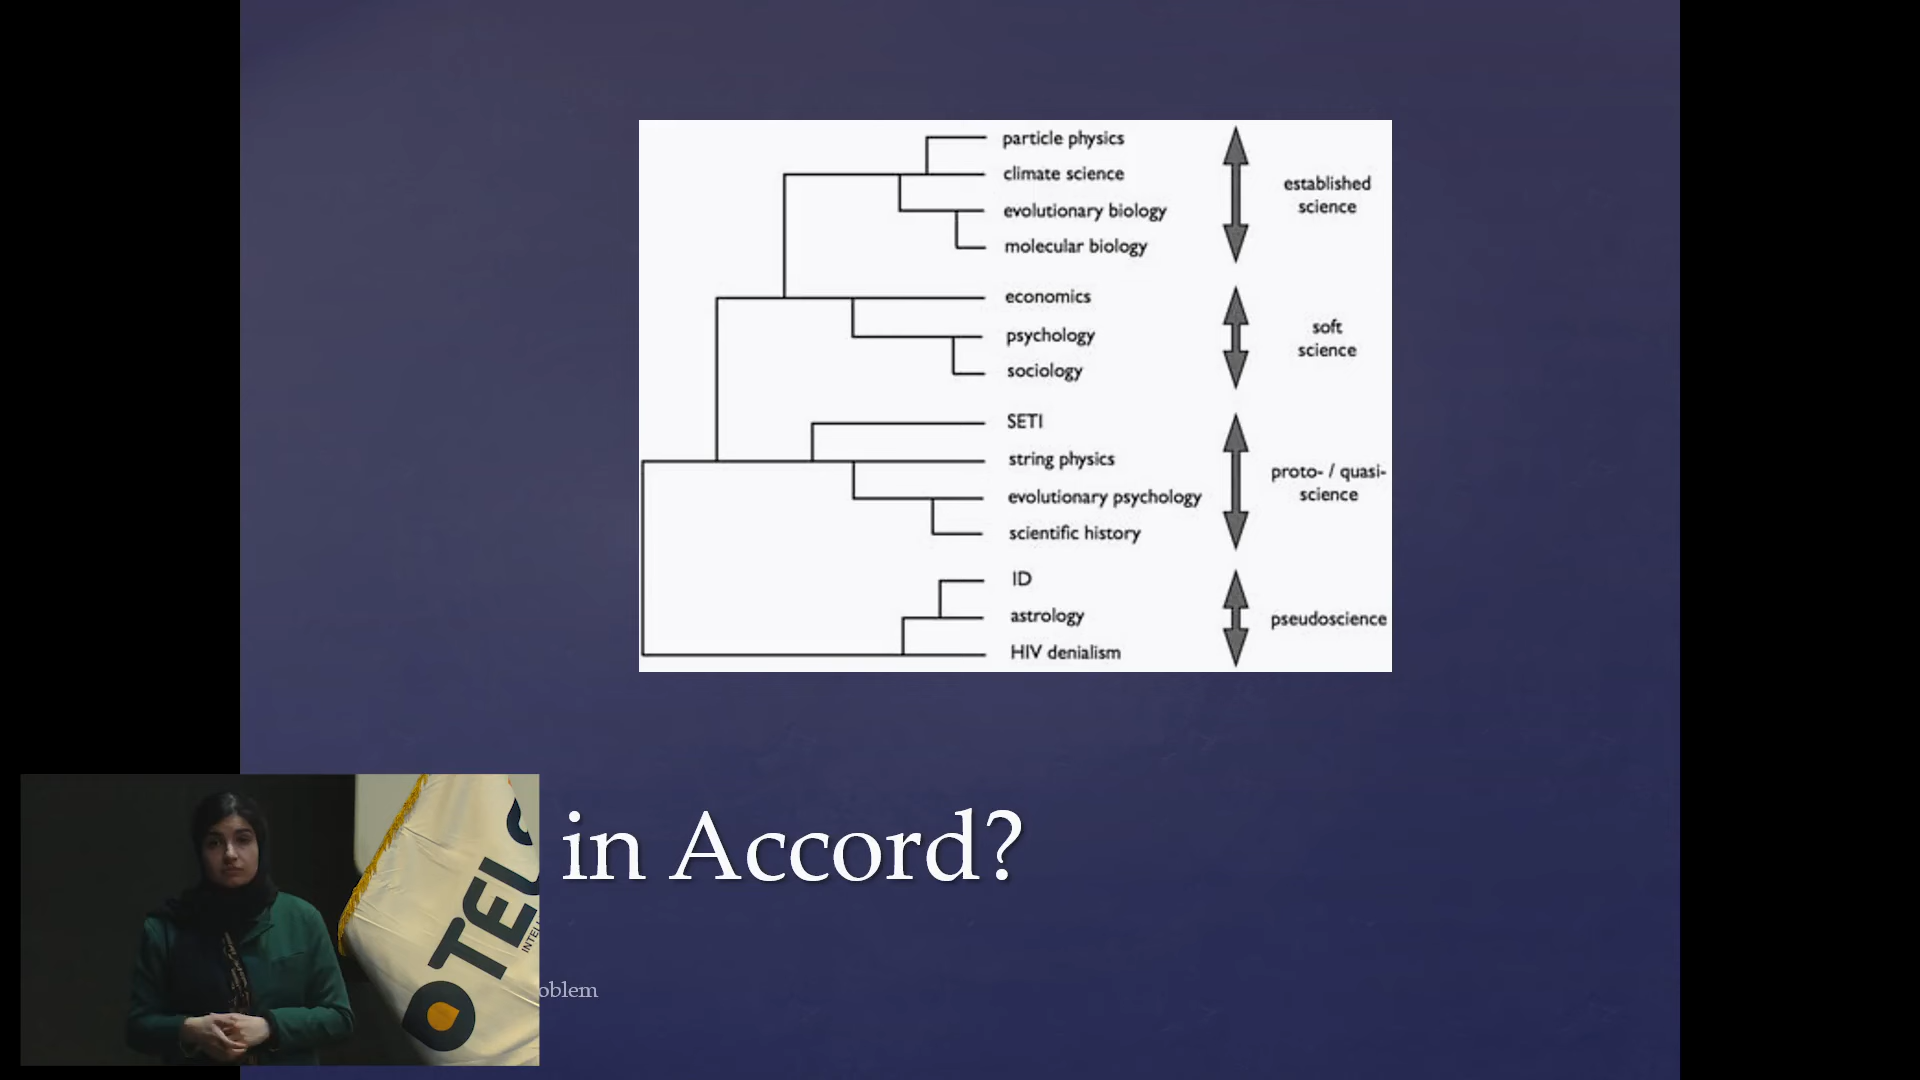 particle physics
climate science
evolutionary biology
molecular biology
established
science
economics
psychology
sociology
soft
science
SETI
string physics
evolutionary psychology
scientific history
proto- / quasi-
science
ID
astrology
HIV denialism
pseudoscience
in Accord?